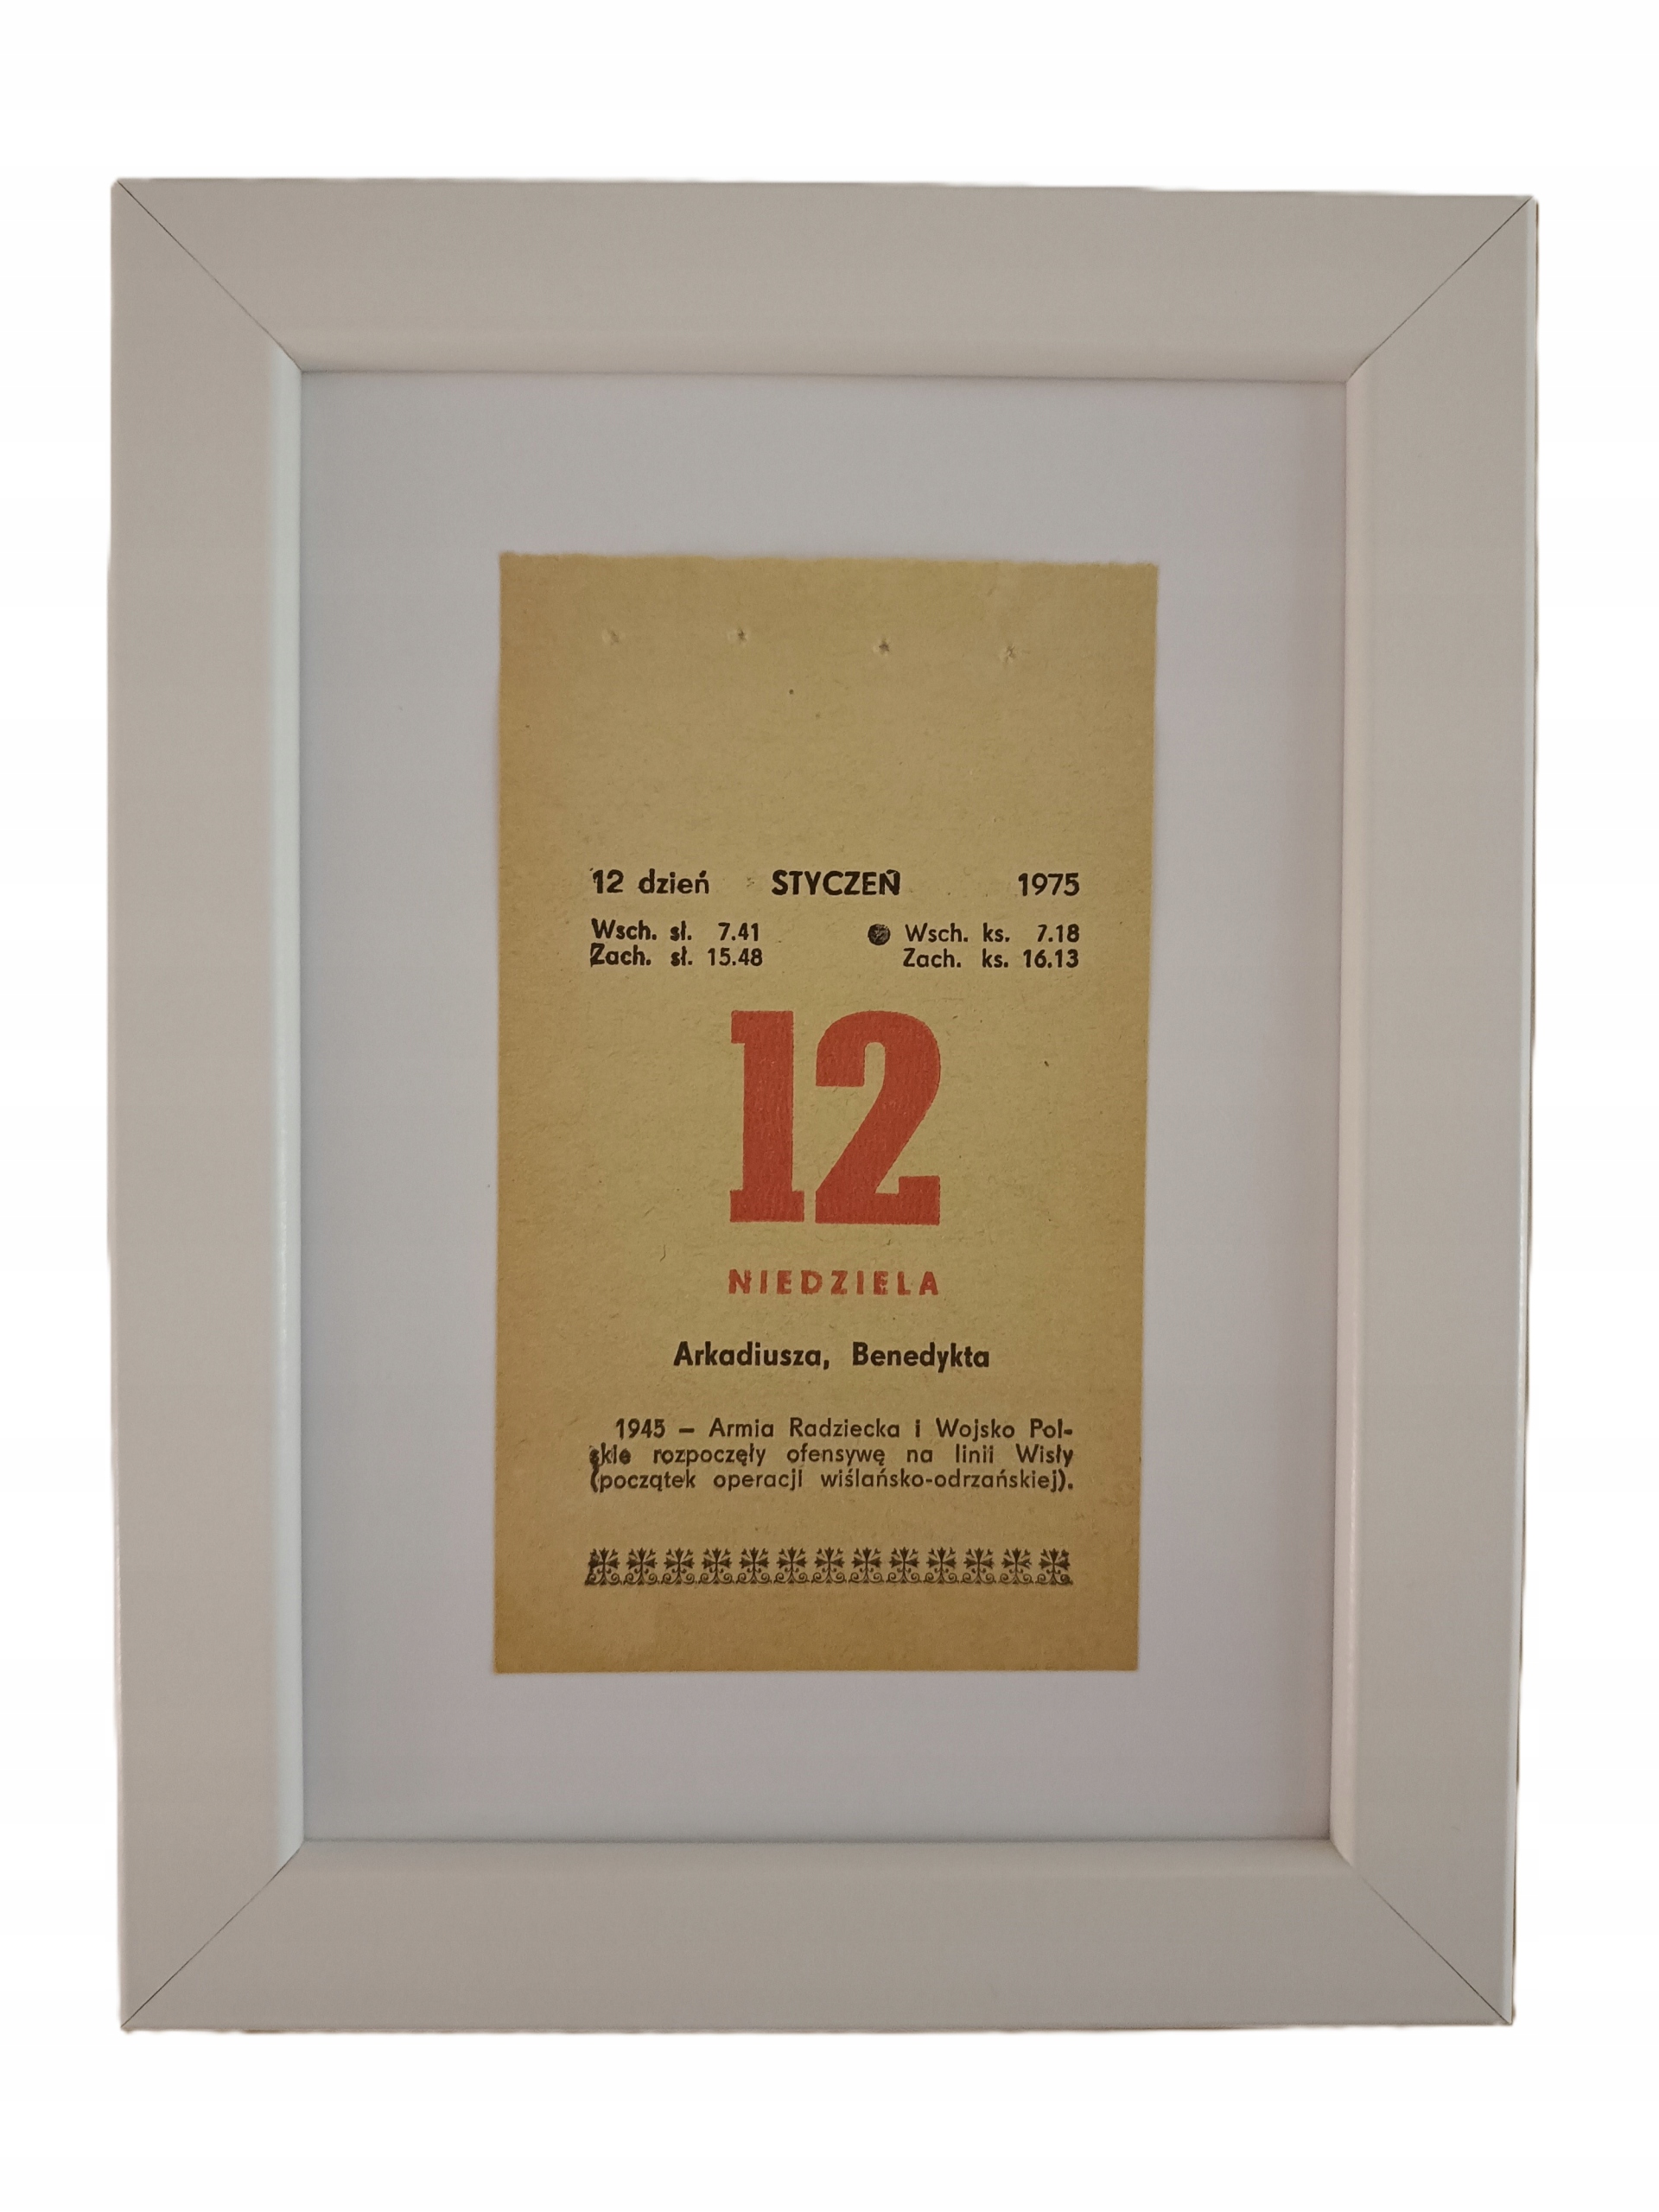 12 dzień STYCZEŃ 1975
Wsch. sł. 7.41 Wsch. ks. 7.18
Zach. sł. 15.48 Zach. ks. 16.13
12
NIEDZIELA
Arkadiusza, Benedykta
1945 — Armia Radziecka i Wojsko Pol-
skie rozpoczęły ofensywę na linii Wisły
(początek operacji wiślańsko-odrzańskiej).